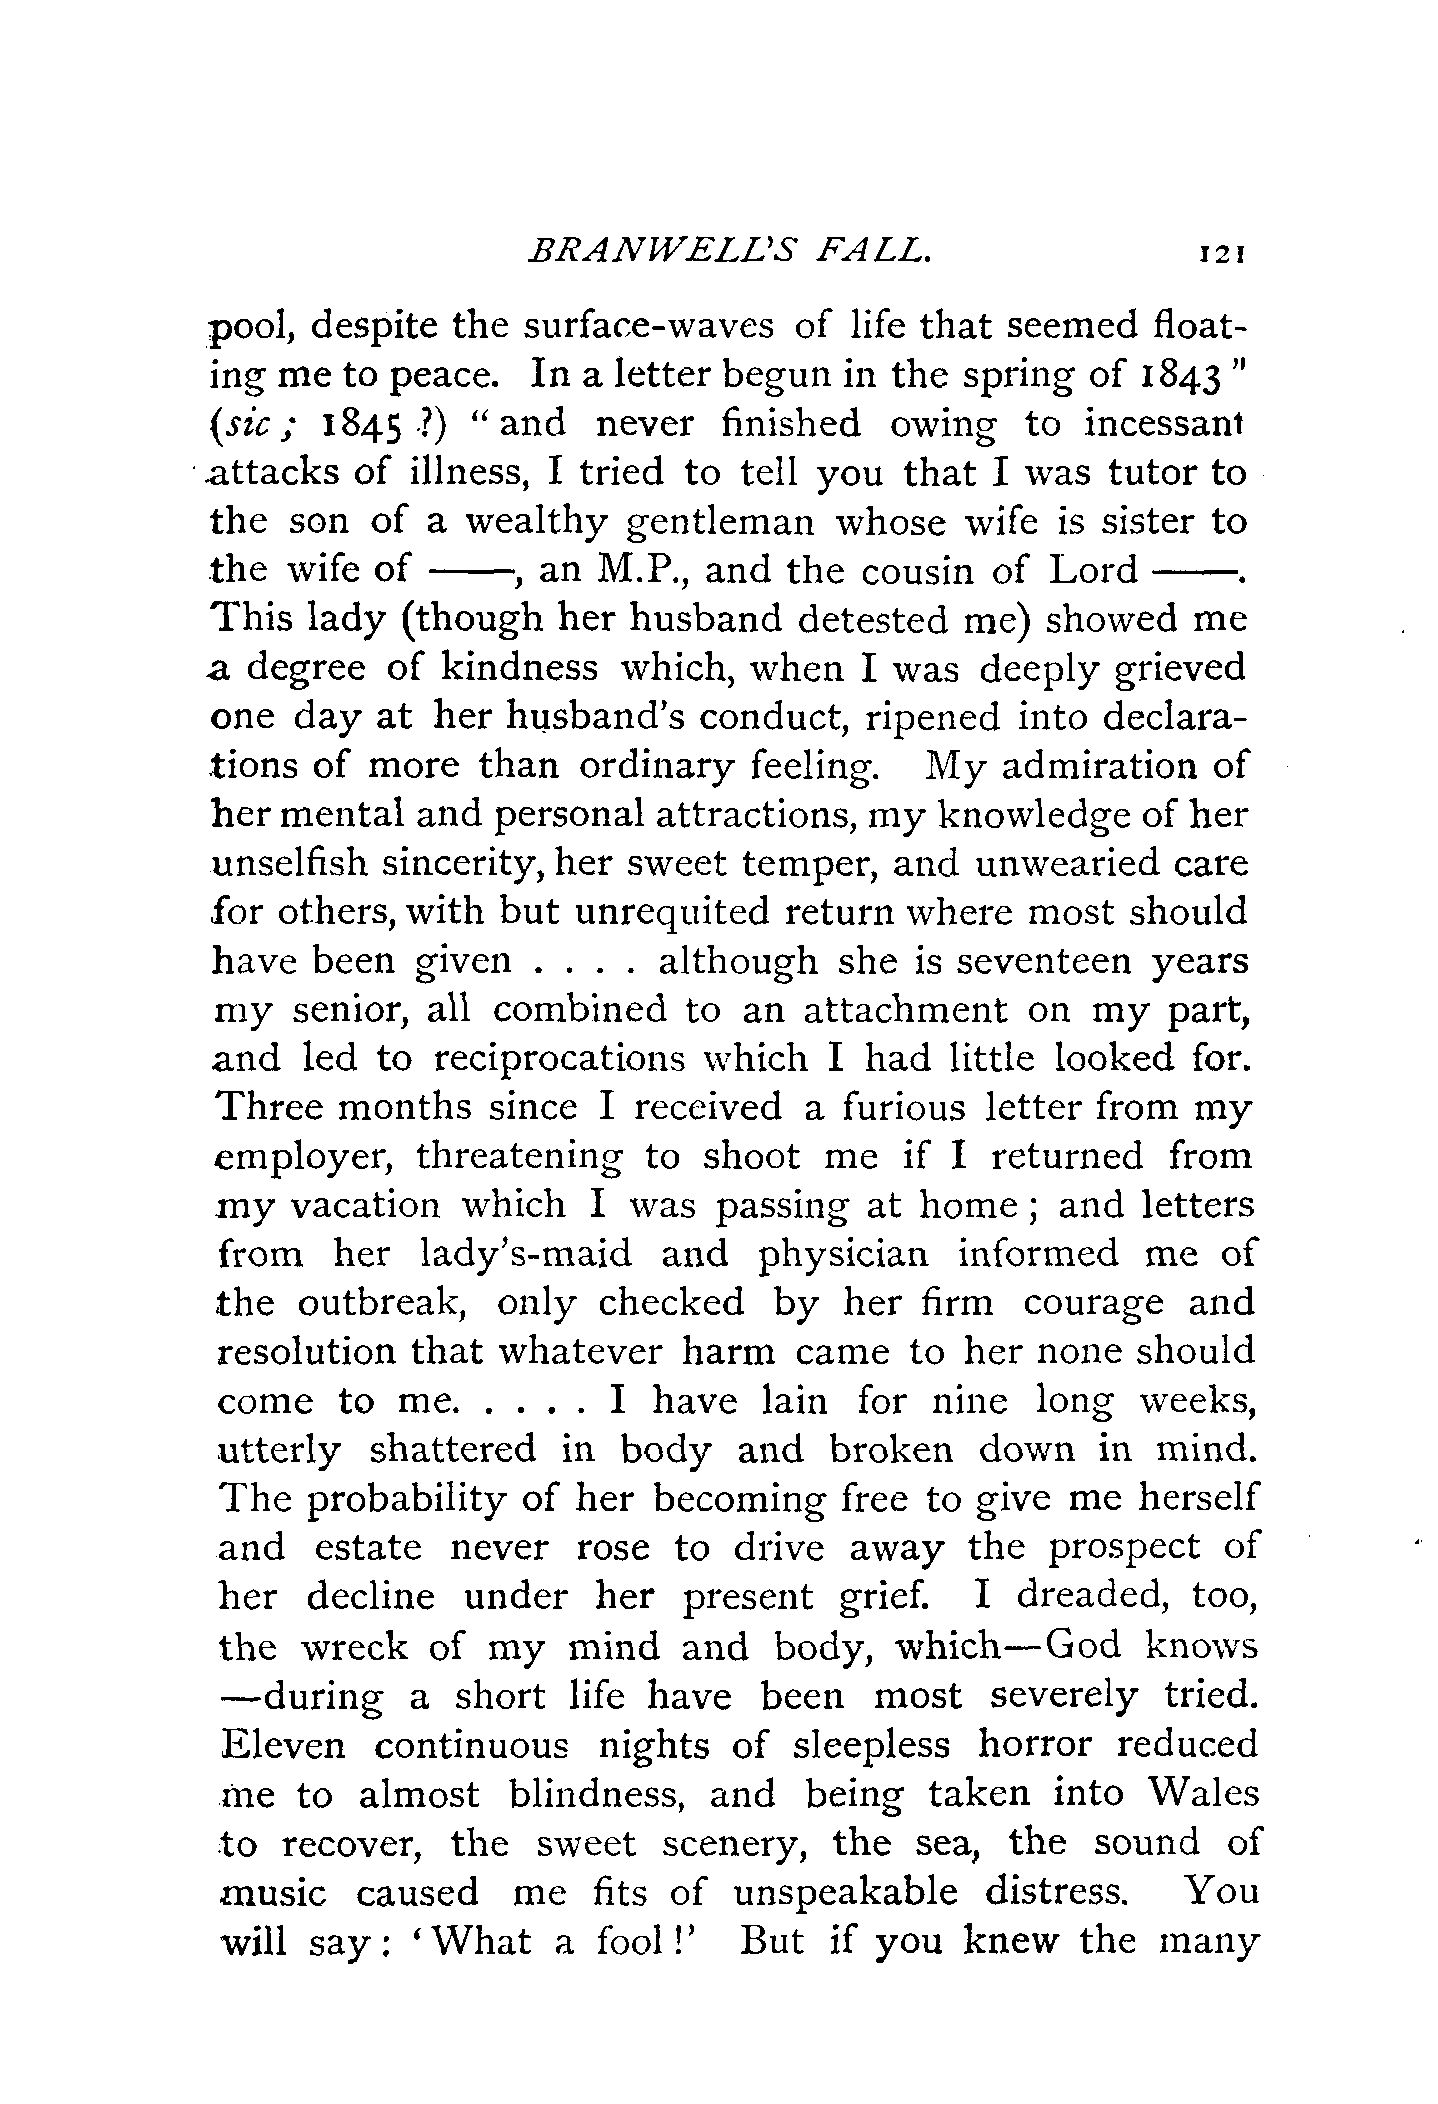 BRANWELL'S FALL. 121
pool, despite the surface-waves of life that seemed float-
ing me to peace. In a letter begun in the spring of 1843"
(sic; 1845 ?) "and never finished owing to incessant
attacks of illness, I tried to tell you that I was tutor to
the son of a wealthy gentleman whose wife is sister to
the wife of ——, an M.P., and the cousin of Lord ——.
This lady (though her husband detested me) showed me
a degree of kindness which, when I was deeply grieved
one day at her husband's conduct, ripened into declara-
tions of more than ordinary feeling. My admiration of
her mental and personal attractions, my knowledge of her
unselfish sincerity, her sweet temper, and unwearied care
for others, with but unrequited return where most should
have been given . . . . although she is seventeen years
my senior, all combined to an attachment on my part,
and led to reciprocations which I had little looked for.
Three months since I received a furious letter from my
employer, threatening to shoot me if I returned from
my vacation which I was passing at home; and letters
from her lady's-maid and physician informed me of
the outbreak, only checked by her firm courage and
resolution that whatever harm came to her none should
come to me. . . . . I have lain for nine long weeks,
utterly shattered in body and broken down in mind.
The probability of her becoming free to give me herself
and estate never rose to drive away the prospect of
her decline under her present grief. I dreaded, too,
the wreck of my mind and body, which—God knows
—during a short life have been most severely tried.
Eleven continuous nights of sleepless horror reduced
me to almost blindness, and being taken into Wales
to recover, the sweet scenery, the sea, the sound of
music caused me fits of unspeakable distress. You
will say: 'What a fool!' But if you knew the many